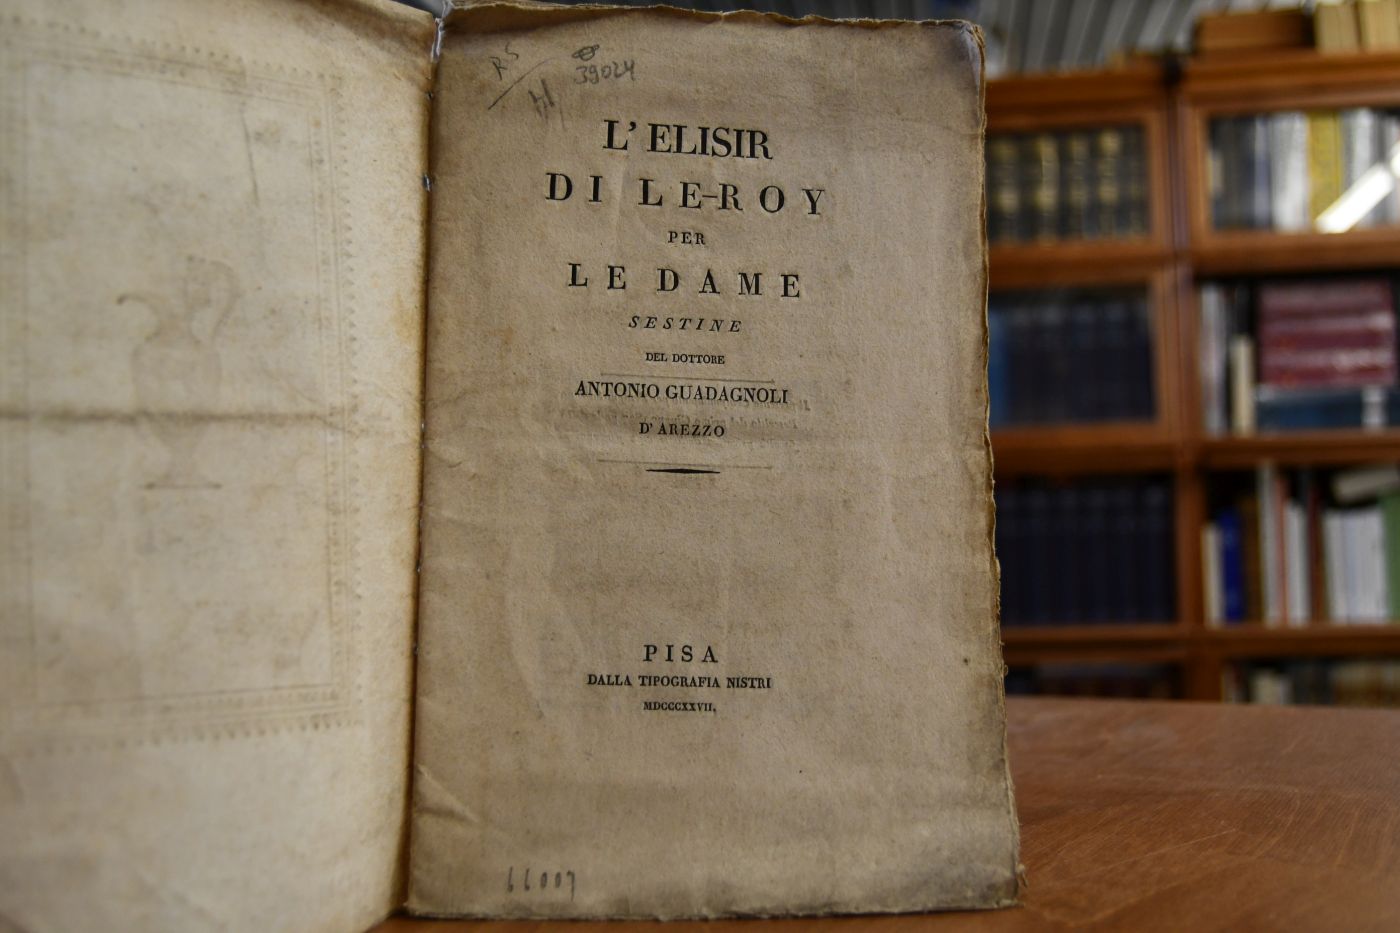 RS
39024
L' ELISIR
DI LE-ROY
PER
LE DAME
SESTINE
DEL DOTTORE
ANTONIO GUADAGNOLI
D' AREZZO
PISA
DALLA TIPOGRAFIA NISTRI
MDCCCXXVII.